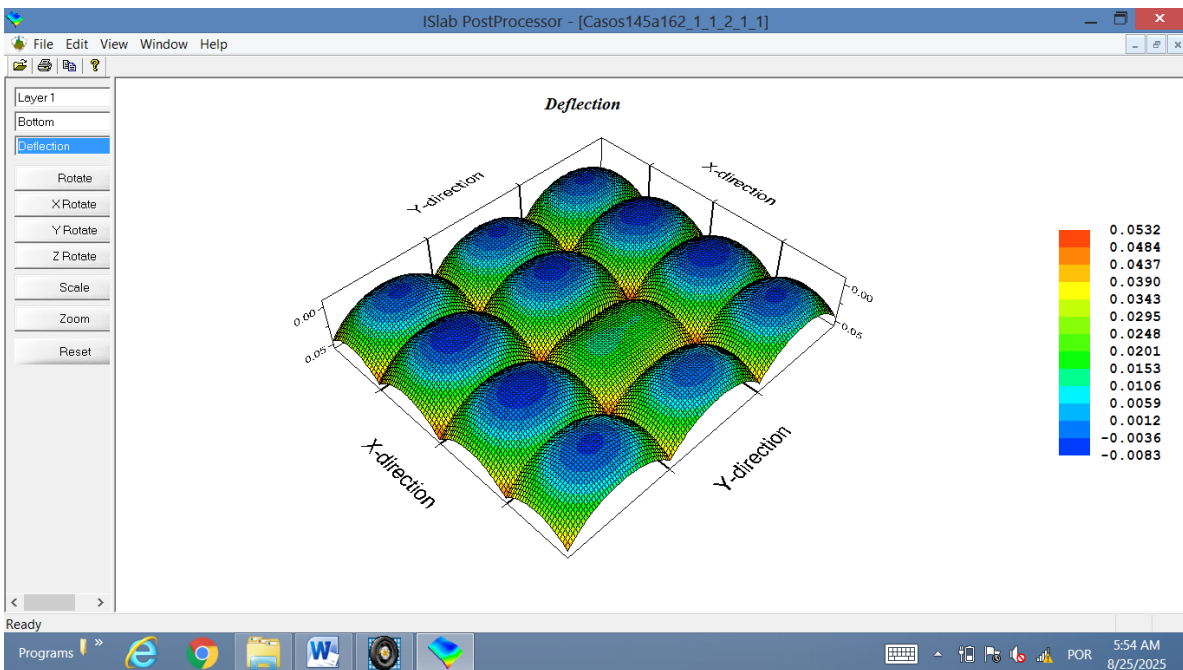 ISlab PostProcessor - [Casos145a162_1_1_2_1_1]
File Edit View Window Help
Layer 1
Bottom
Deflection
Rotate
X Rotate
Y Rotate
Z Rotate
Scale
Zoom
Reset
Deflection
Y-direction
X-direction
0.00
0.05
0.00
0.05
X-direction
Y-direction
0.0532
0.0484
0.0437
0.0390
0.0343
0.0295
0.0248
0.0201
0.0153
0.0106
0.0059
0.0012
-0.0036
-0.0083
Ready
Programs
POR
5:54 AM
8/25/2025